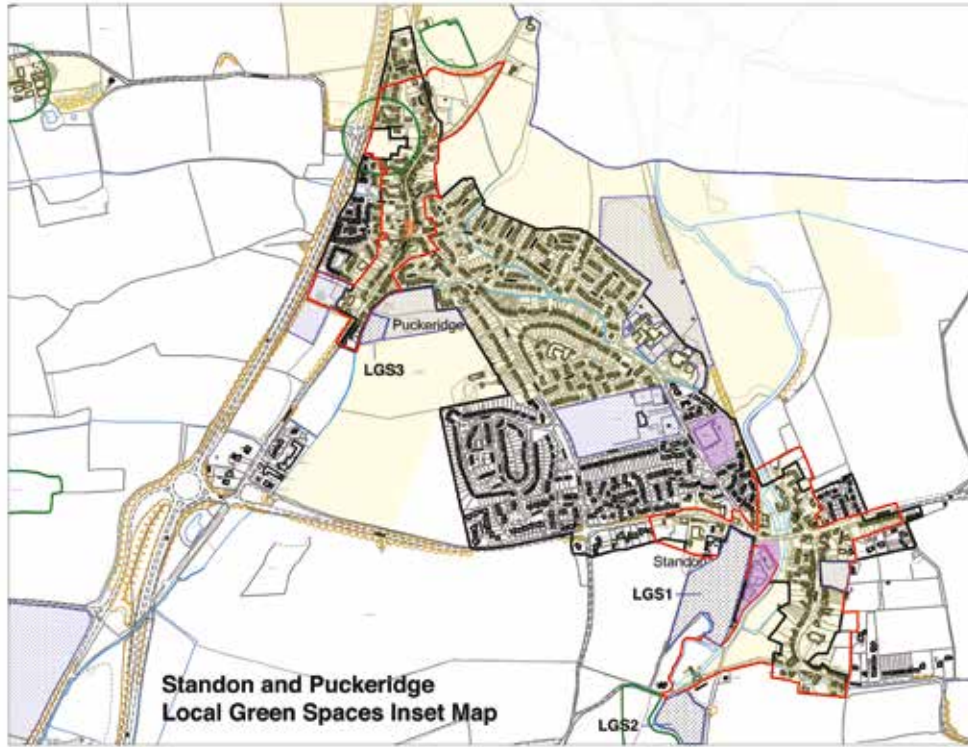 Puckeridge
LGS3
Standon
LGS1
Standon and Puckeridge
Local Green Spaces Inset Map
LGS2